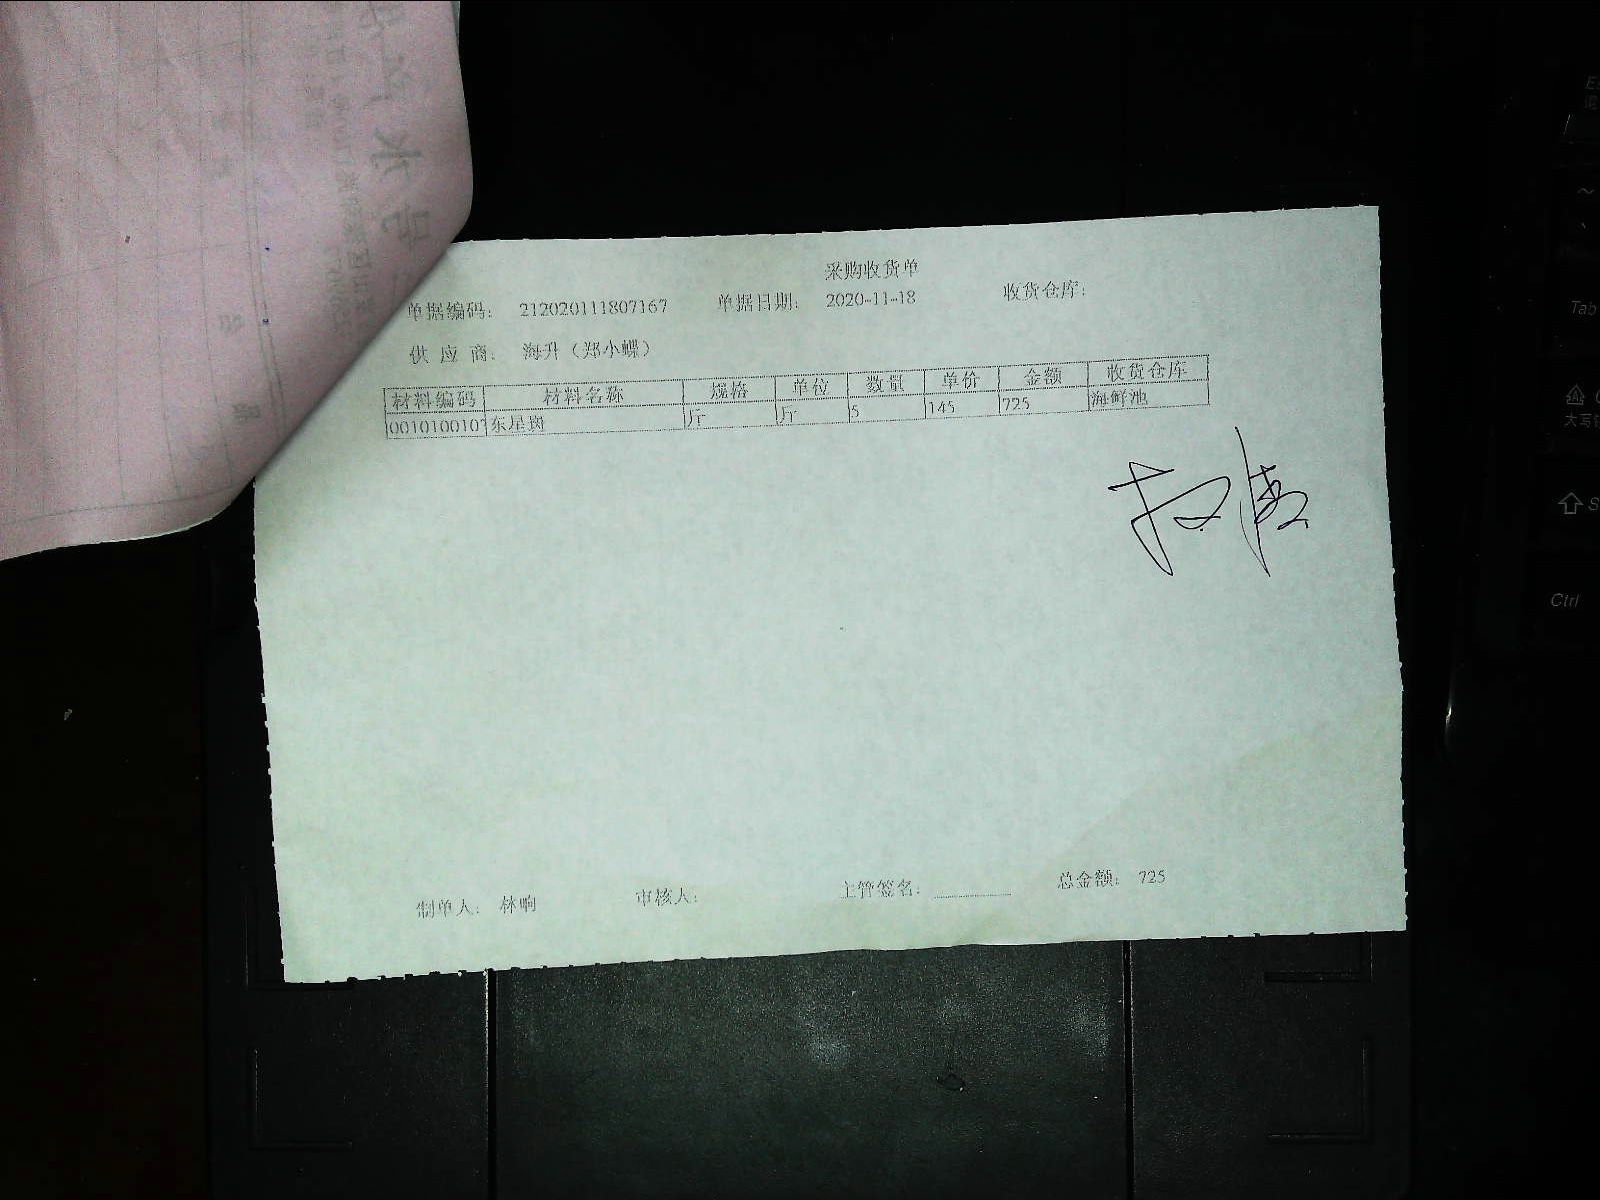 采购收货单
单据编码: 212020111807167 单据日期: 2020-11-18 收货仓库:
供应商: 海升(郑小蝶)
材料编码 材料名称 规格 单位 数量 单价 金额 收货仓库
0010100107 东星斑 斤 斤 5 145 725 海鲜池
制单人: 林响 审核人: 主管签名: 总金额: 725
Tab
Ctrl